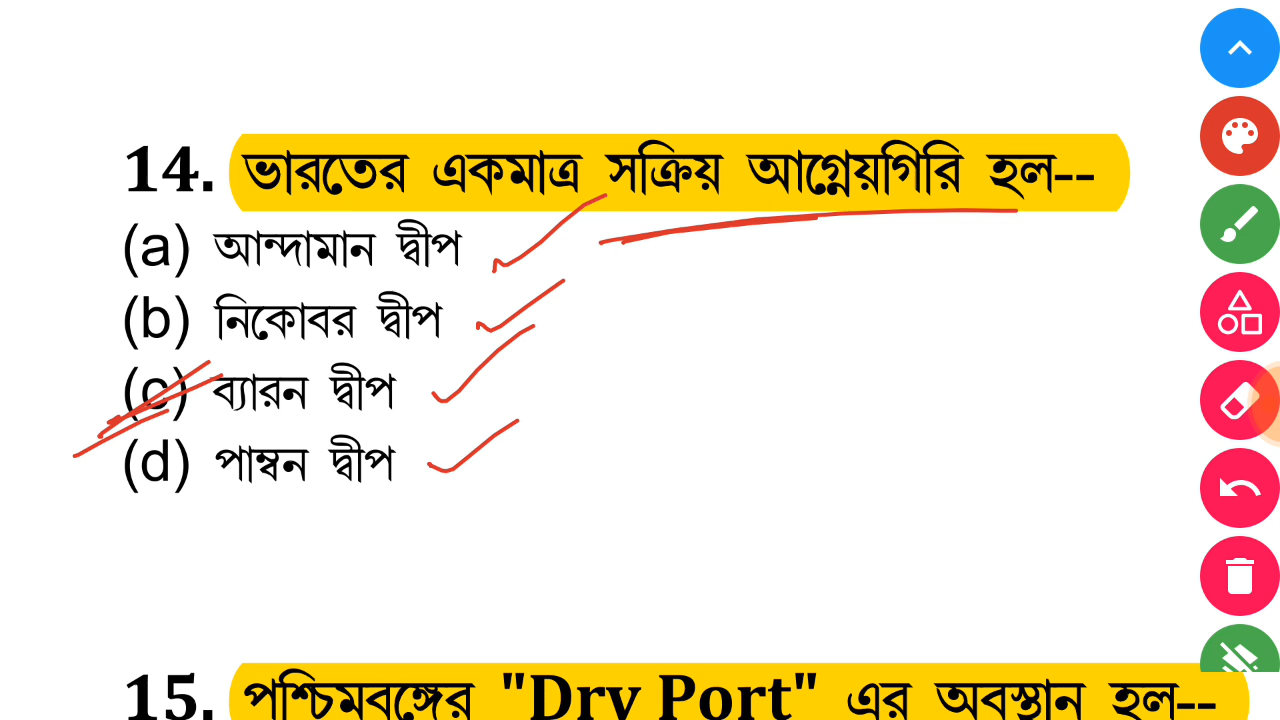 14. ভারতের একমাত্র সক্রিয় আগ্নেয়গিরি হল--
(a) আন্দামান দ্বীপ
(b) নিকোবর দ্বীপ
(c) ব্যারন দ্বীপ
(d) পাম্বন দ্বীপ
15. পশ্চিমবঙ্গের "Dry Port" এর অবস্থান হল--